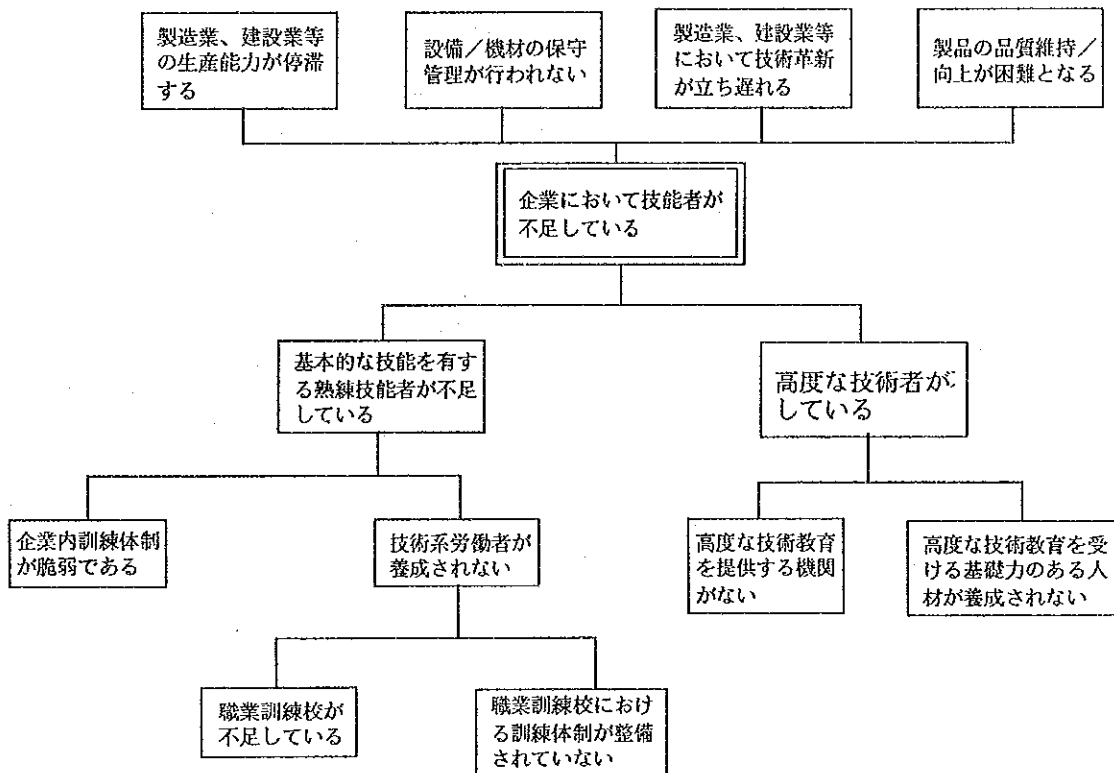 製造業、建設業等
の生産能力が停滞
する
設備／機材の保守
管理が行われない
製造業、建設業等
において技術革新
が立ち遅れる
製品の品質維持／
向上が困難となる
企業において技能者が
不足している
基本的な技能を有す
る熟練技能者が不足
している
高度な技術者が
している
企業内訓練体制
が脆弱である
技術系労働者が
養成されない
高度な技術教育
を提供する機関
がない
高度な技術教育を受
ける基礎力のある人
材が養成されない
職業訓練校が
不足している
職業訓練校におけ
る訓練体制が整備
されていない